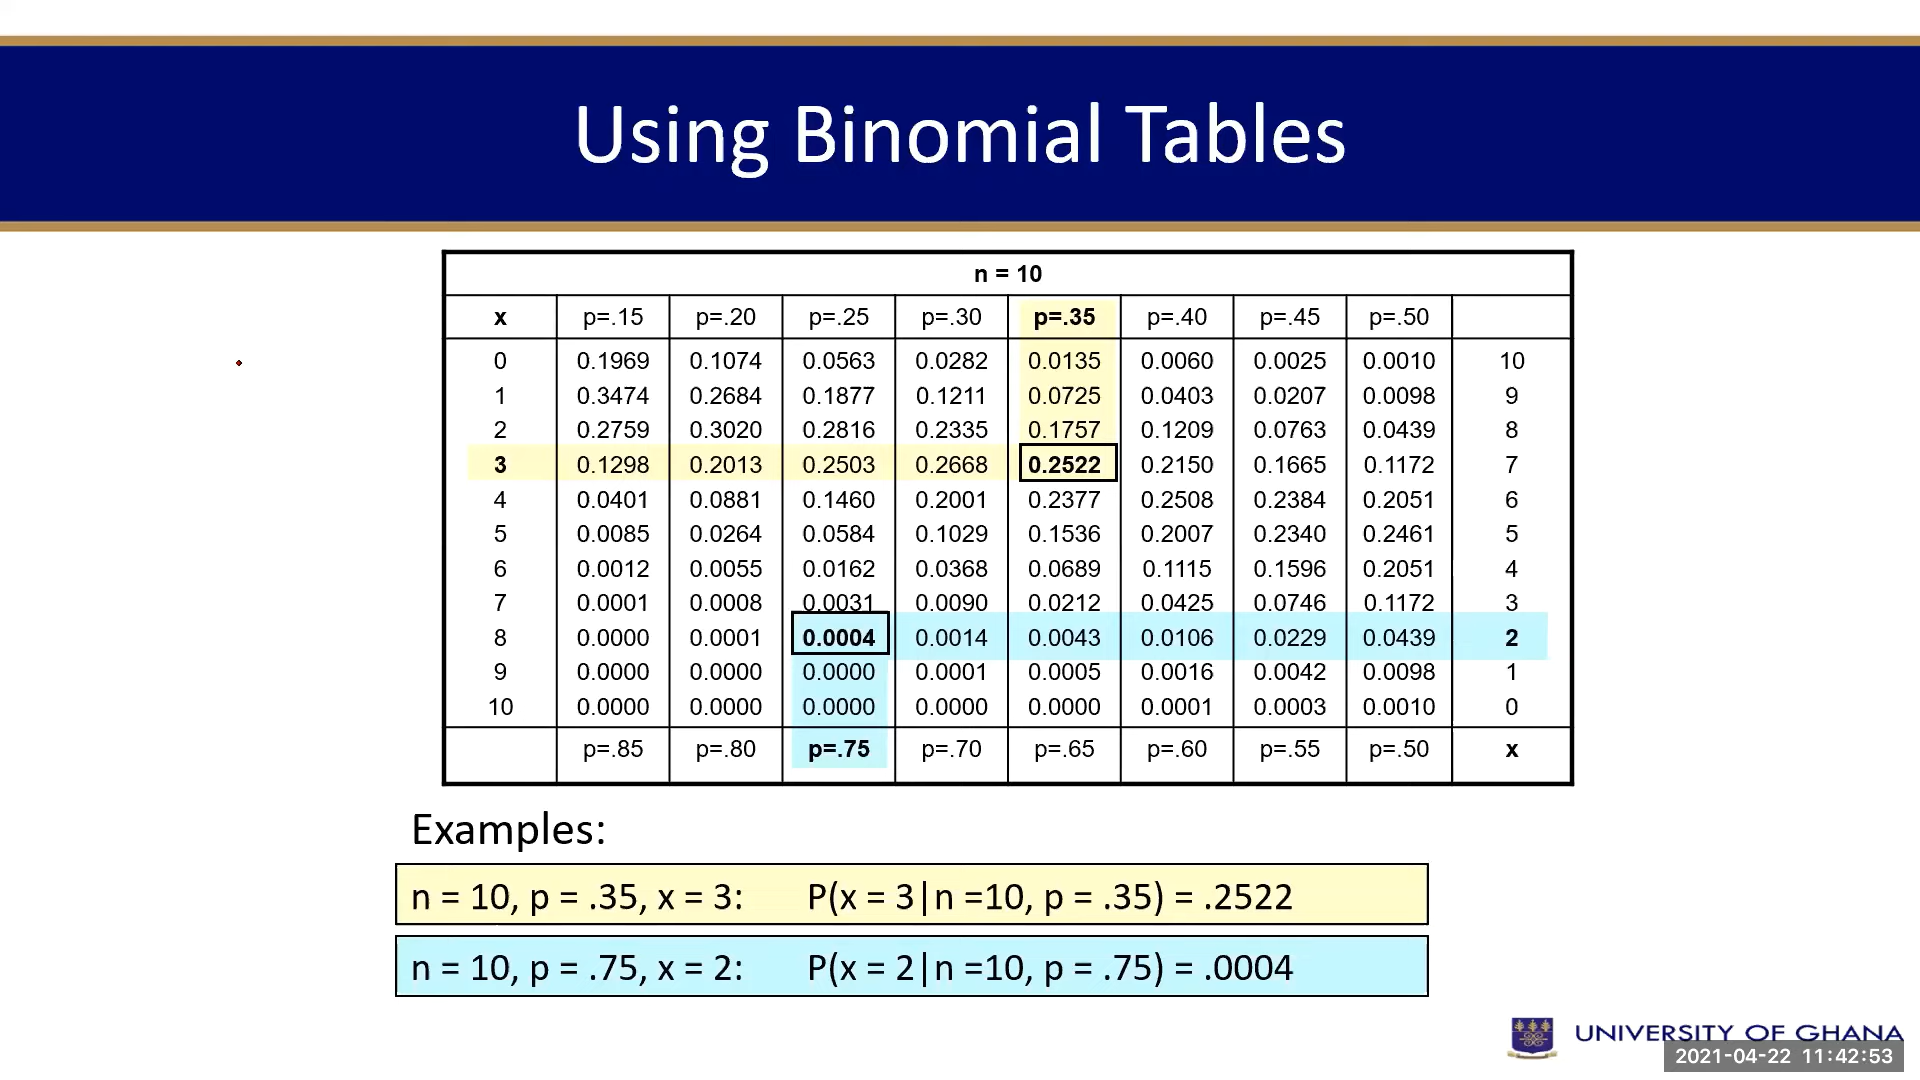 Using Binomial Tables
n = 10
x p=.15 p=.20 p=.25 p=.30 p=.35 p=.40 p=.45 p=.50
0 0.1969 0.1074 0.0563 0.0282 0.0135 0.0060 0.0025 0.0010 10
1 0.3474 0.2684 0.1877 0.1211 0.0725 0.0403 0.0207 0.0098 9
2 0.2759 0.3020 0.2816 0.2335 0.1757 0.1209 0.0763 0.0439 8
3 0.1298 0.2013 0.2503 0.2668 0.2522 0.2150 0.1665 0.1172 7
4 0.0401 0.0881 0.1460 0.2001 0.2377 0.2508 0.2384 0.2051 6
5 0.0085 0.0264 0.0584 0.1029 0.1536 0.2007 0.2340 0.2461 5
6 0.0012 0.0055 0.0162 0.0368 0.0689 0.1115 0.1596 0.2051 4
7 0.0001 0.0008 0.0031 0.0090 0.0212 0.0425 0.0746 0.1172 3
8 0.0000 0.0001 0.0004 0.0014 0.0043 0.0106 0.0229 0.0439 2
9 0.0000 0.0000 0.0000 0.0001 0.0005 0.0016 0.0042 0.0098 1
10 0.0000 0.0000 0.0000 0.0000 0.0000 0.0001 0.0003 0.0010 0
p=.85 p=.80 p=.75 p=.70 p=.65 p=.60 p=.55 p=.50 x
Examples:
n = 10, p = .35, x = 3: P(x = 3|n =10, p = .35) = .2522
n = 10, p = .75, x = 2: P(x = 2|n =10, p = .75) = .0004
UNIVERSITY OF GHANA
2021-04-22 11:42:53